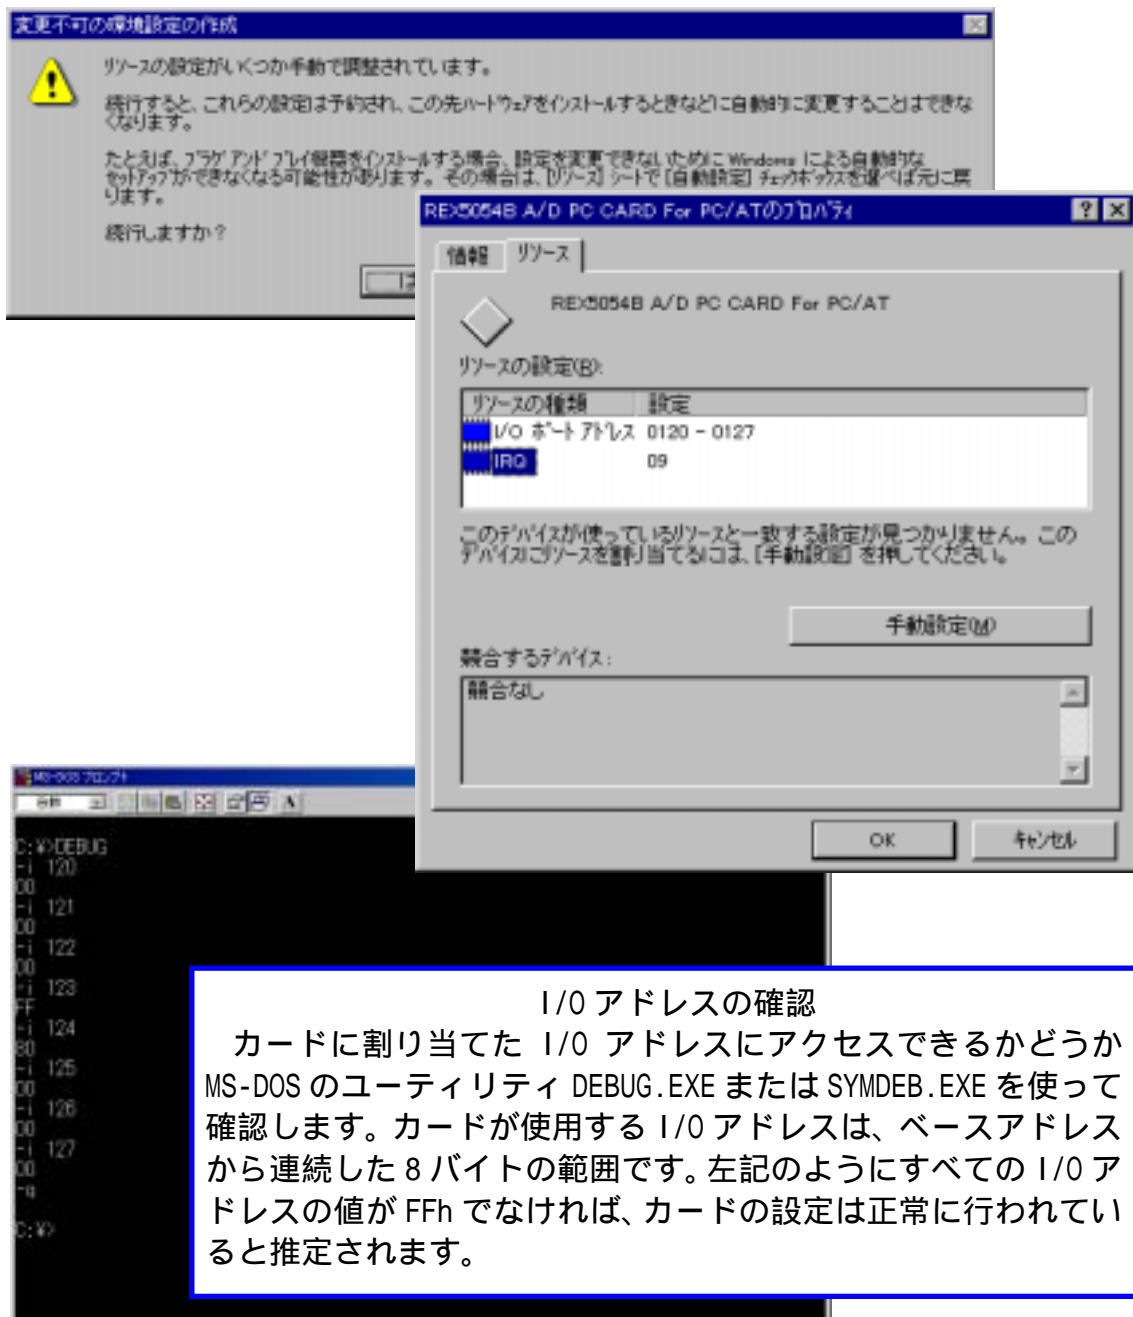 変更不可の環境設定の作成
リソースの設定がいくつか手動で調整されています。
続行すると、これらの設定は予約され、この先ハードウェアをインストールするときなどに自動的に変更することはできな
くなります。
たとえば、プラグ アンド プレイ機器をインストールする場合、設定を変更できないために Windows による自動的な
セットアップができなくなる可能性があります。その場合は、[リソース] シートで [自動設定] チェックボックスを選べば元に戻
ります。
続行しますか?
REX5054B A/D PC CARD For PC/ATのプロパティ
情報 リソース
REX5054B A/D PC CARD For PC/AT
リソースの設定(R):
リソースの種類 設定
I/O ポート アドレス 0120 - 0127
IRQ 09
このデバイスが使っているリソースと一致する設定が見つかりません。この
デバイスにリソースを割り当てるには、[手動設定] を押してください。
手動設定(M)
競合するデバイス:
競合なし
OK キャンセル
MS-DOS プロンプト
C:¥>DEBUG
-i 120
00
-i 121
00
-i 122
00
-i 123
FF
-i 124
80
-i 125
00
-i 126
00
-i 127
00
-q
C:¥>
I/O アドレスの確認
カードに割り当てた I/O アドレスにアクセスできるかどうか
MS-DOS のユーティリティ DEBUG.EXE または SYMDEB.EXE を使って
確認します。カードが使用する I/O アドレスは、ベースアドレス
から連続した 8 バイトの範囲です。左記のようにすべての I/O ア
ドレスの値が FFh でなければ、カードの設定は正常に行われてい
ると推定されます。